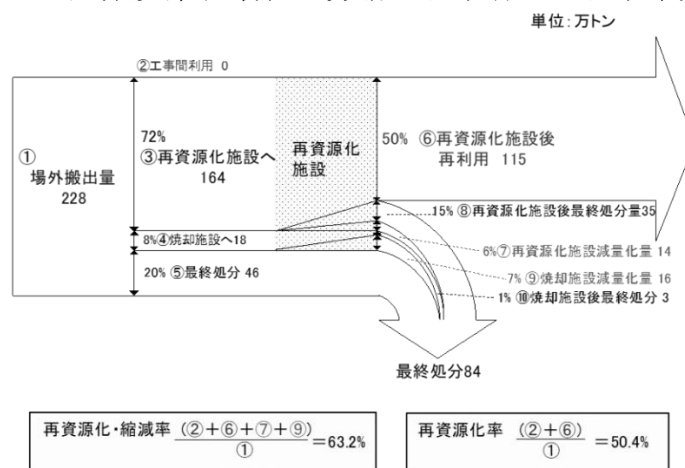 単位：万トン
②工事間利用 0
72%
③再資源化施設へ
164
再資源化
施設
50% ⑥再資源化施設後
再利用 115
①
場外搬出量
228
15% ⑧再資源化施設後最終処分量35
8%④焼却施設へ18
6%⑦再資源化施設減量化量 14
20% ⑤最終処分 46
7% ⑨焼却施設減量化量 16
1% ⑩焼却施設後最終処分 3
最終処分84
再資源化・縮減率 (②＋⑥＋⑦＋⑨)
① ＝63.2%
再資源化率 (②＋⑥)
① ＝50.4%